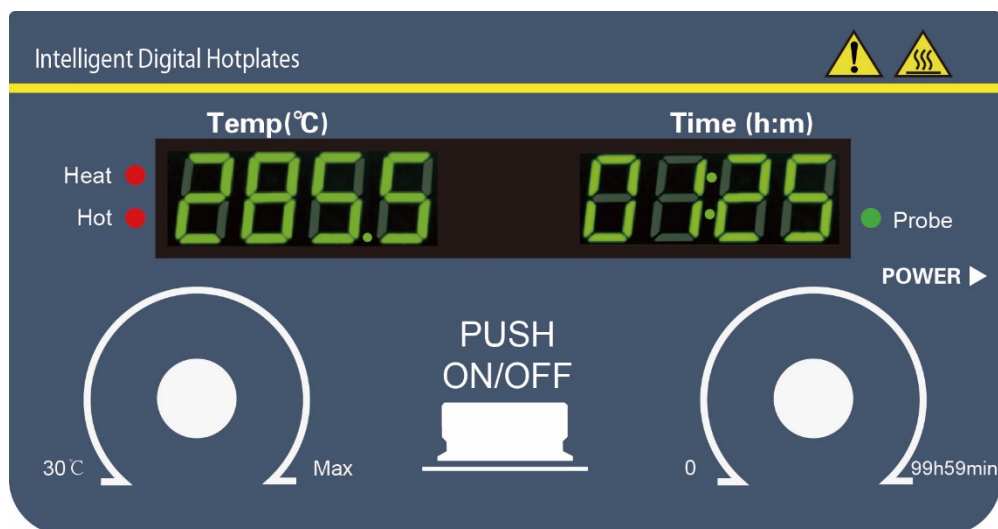 Intelligent Digital Hotplates
Temp(℃)
Time (h:m)
Heat
Hot
285.5
01:25
Probe
POWER
PUSH
ON/OFF
30℃
Max
0
99h59min